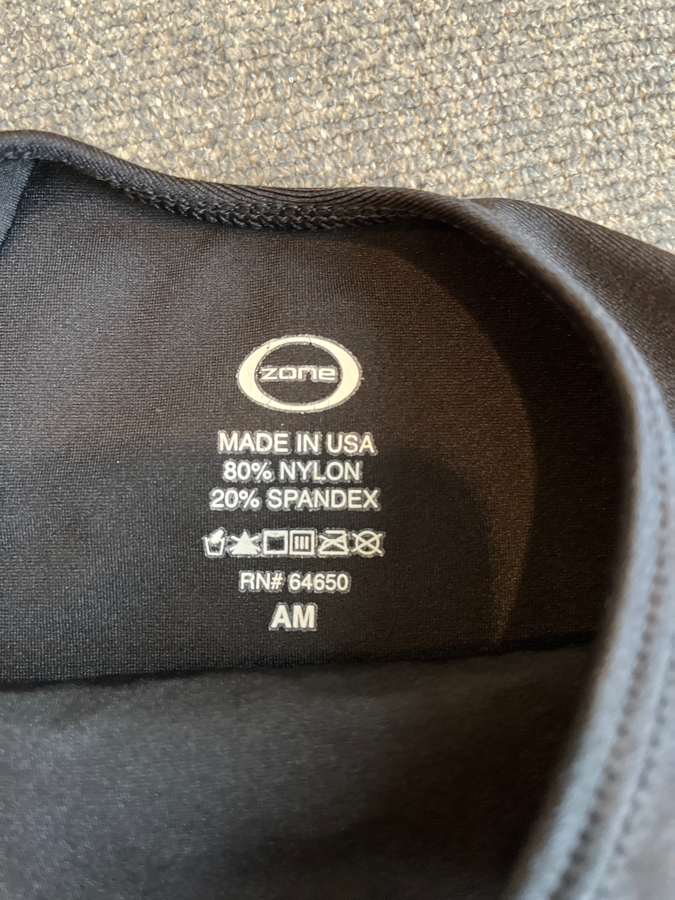 zone
MADE IN USA
80% NYLON
20% SPANDEX
RN# 64650
AM